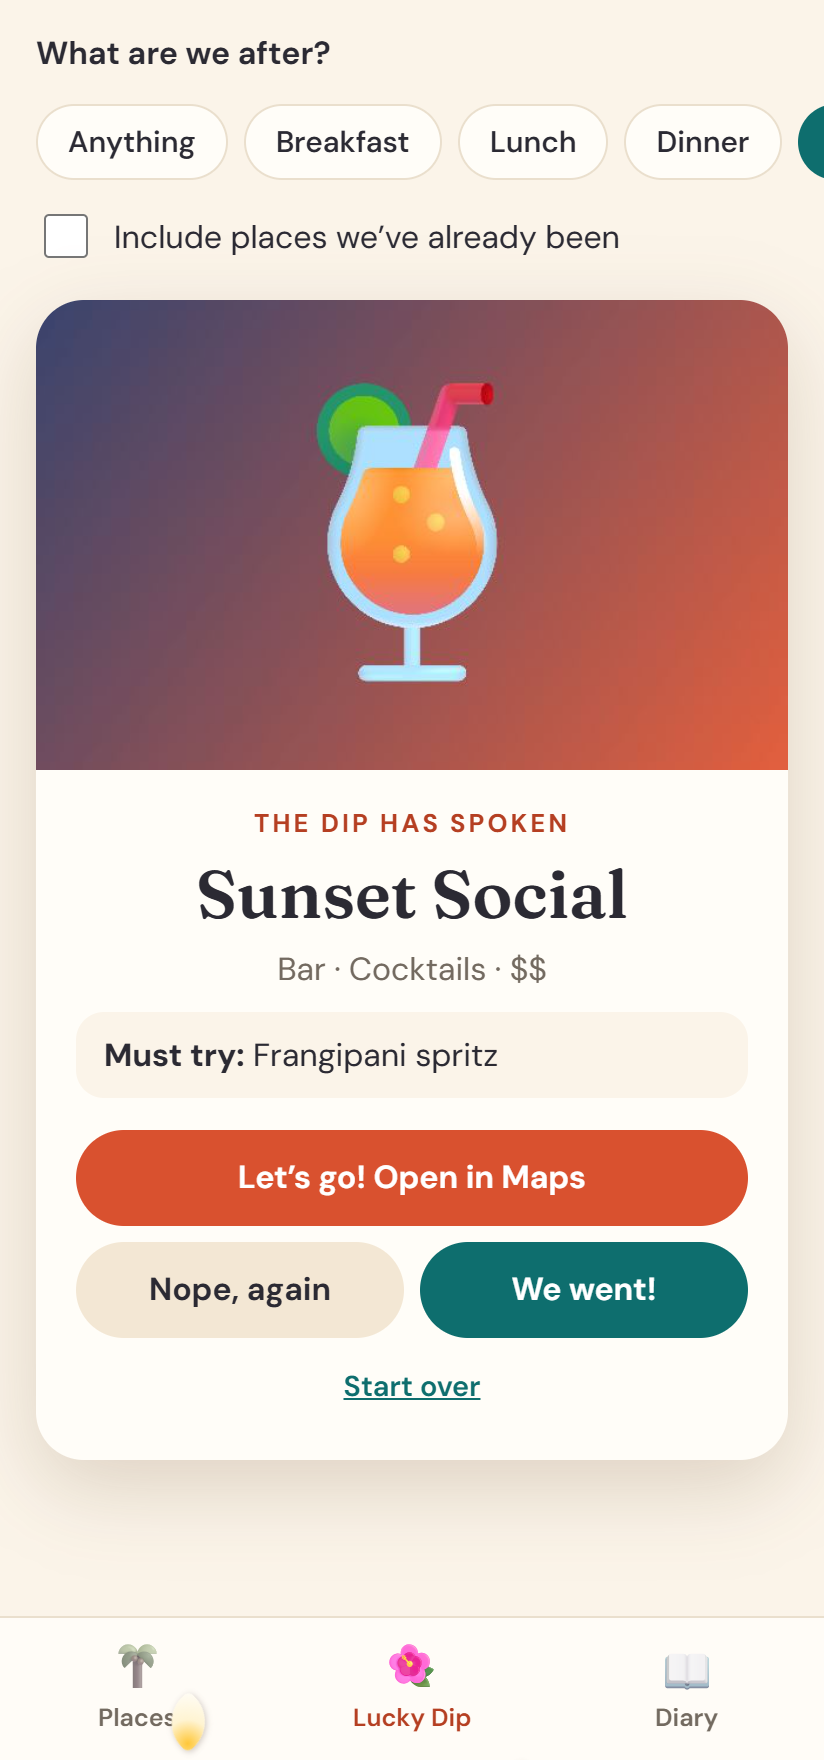 What are we after?
Anything Breakfast Lunch Dinner
Include places we’ve already been
THE DIP HAS SPOKEN
Sunset Social
Bar · Cocktails · $$
Must try: Frangipani spritz
Let’s go! Open in Maps
Nope, again We went!
Start over
Places Lucky Dip Diary